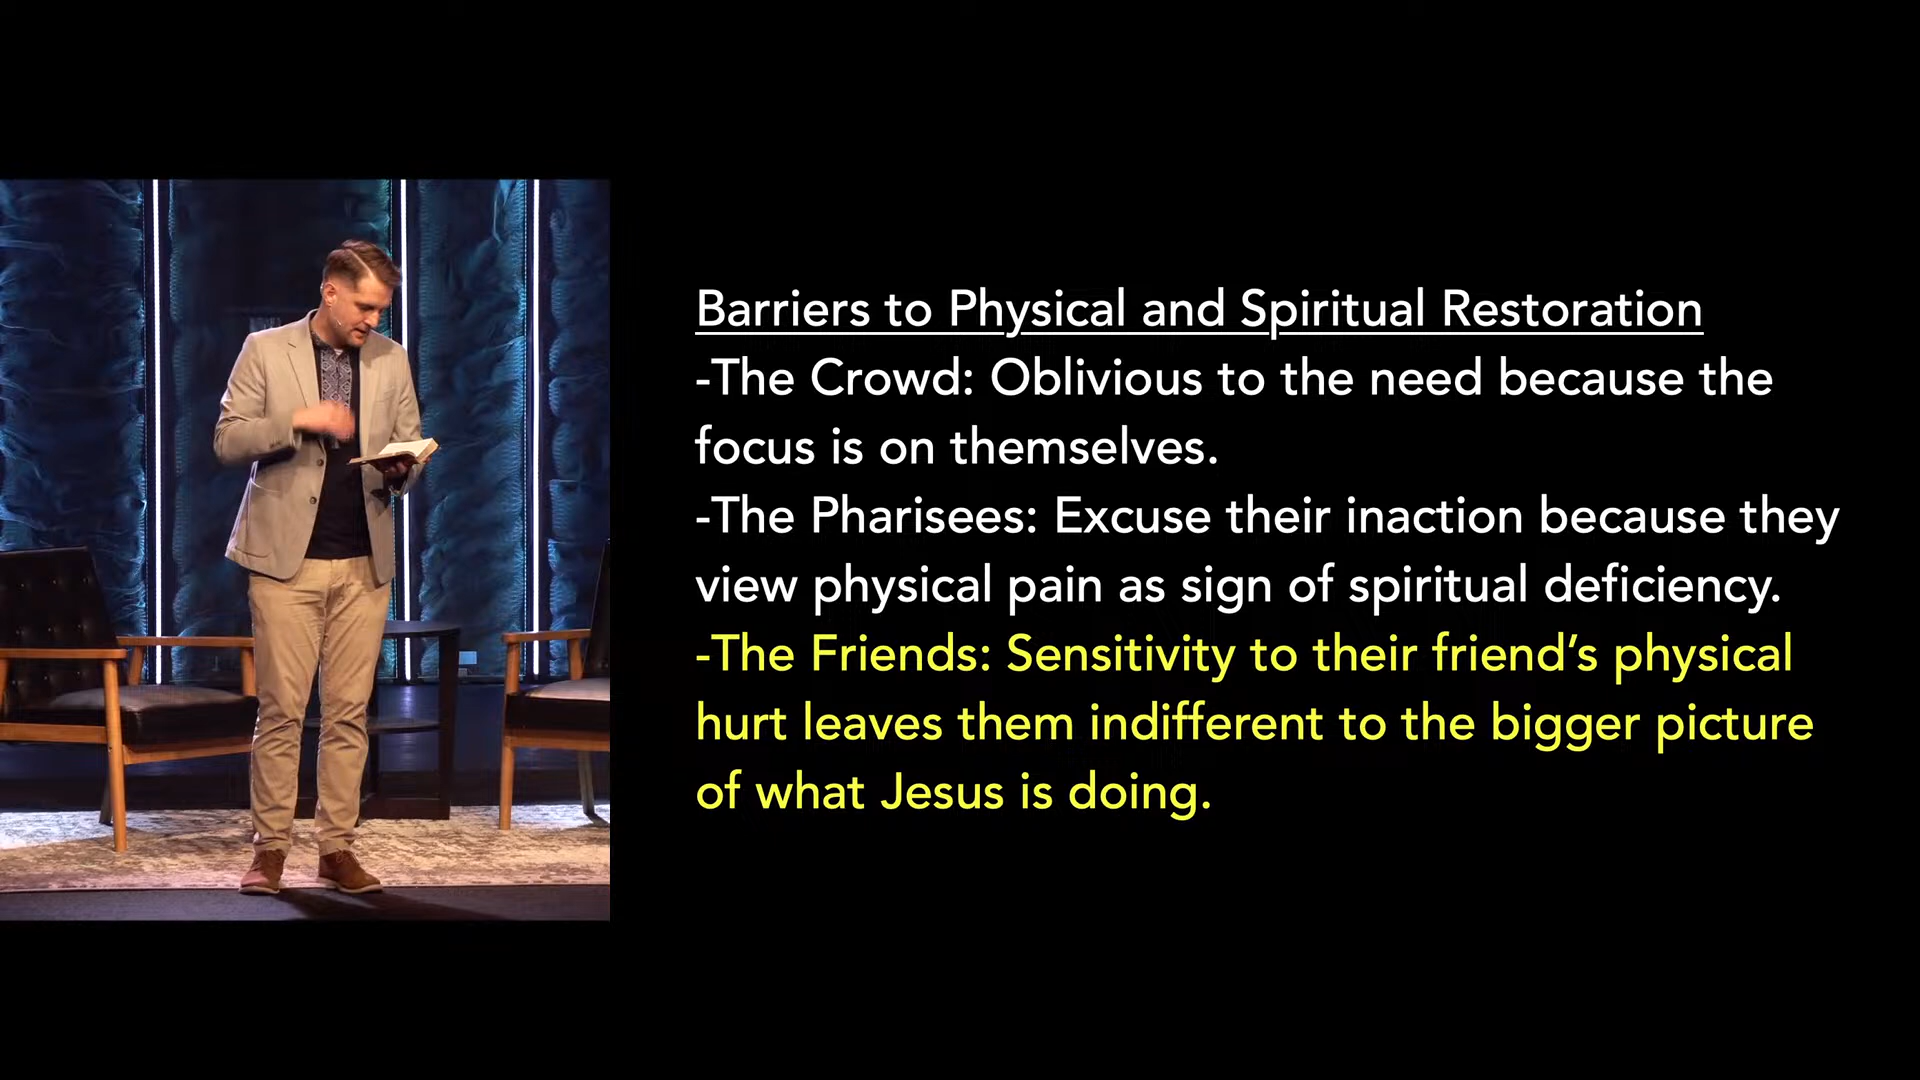 Barriers to Physical and Spiritual Restoration
-The Crowd: Oblivious to the need because the
focus is on themselves.
-The Pharisees: Excuse their inaction because they
view physical pain as sign of spiritual deficiency.
-The Friends: Sensitivity to their friend’s physical
hurt leaves them indifferent to the bigger picture
of what Jesus is doing.